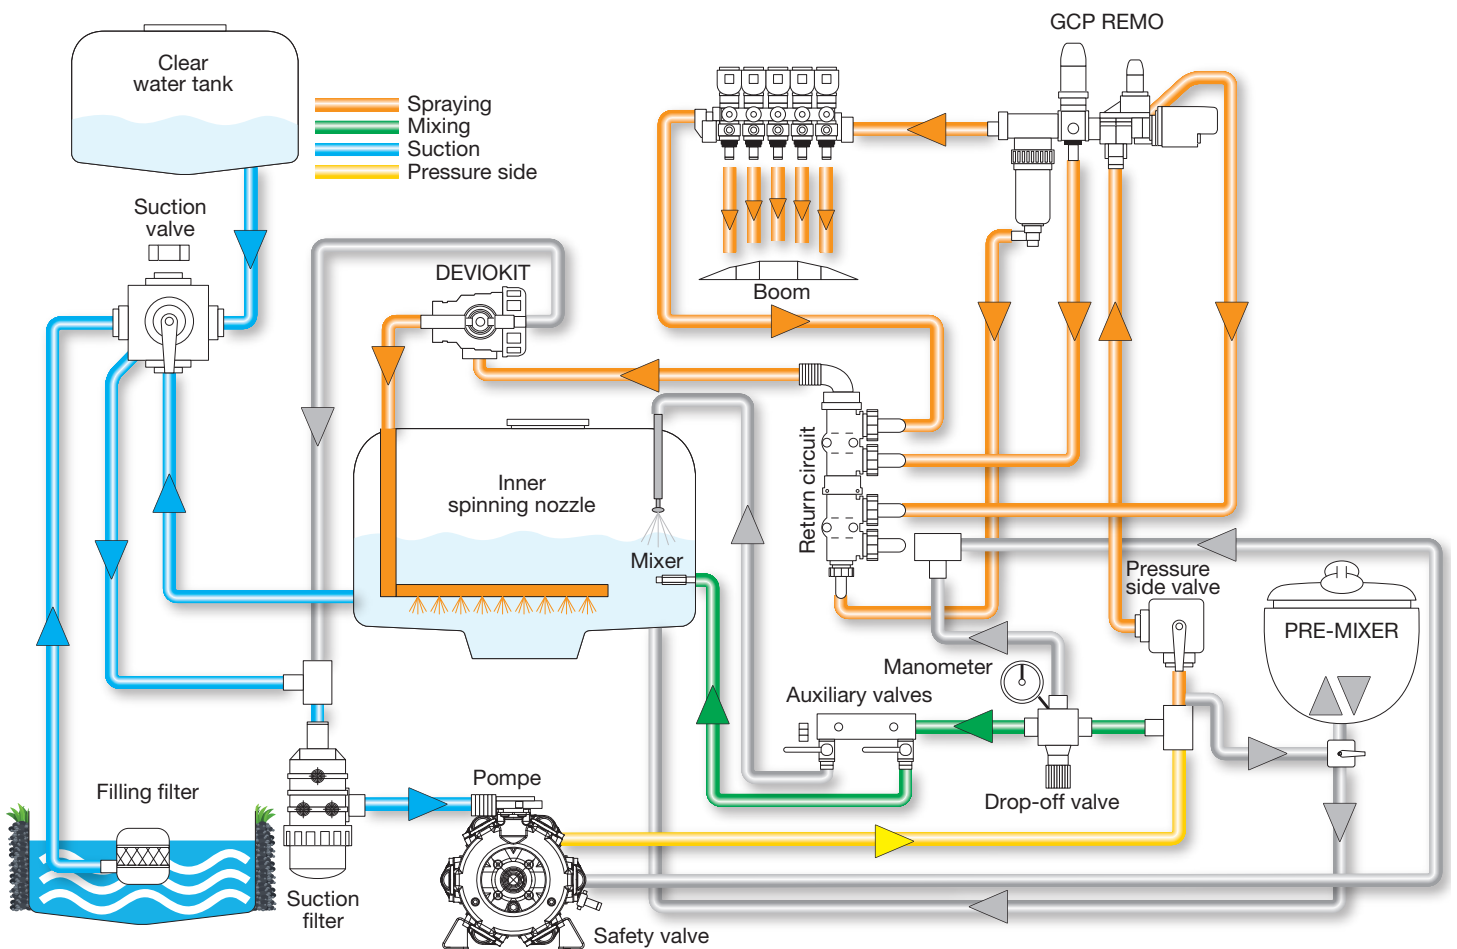 GCP REMO
Clear
water tank
Spraying
Mixing
Suction
Pressure side
Suction
valve
DEVIOKIT
Boom
Return circuit
Inner
spinning nozzle
Mixer
Pressure
side valve
PRE-MIXER
Manometer
Auxiliary valves
Drop-off valve
Pompe
Filling filter
Suction
filter
Safety valve